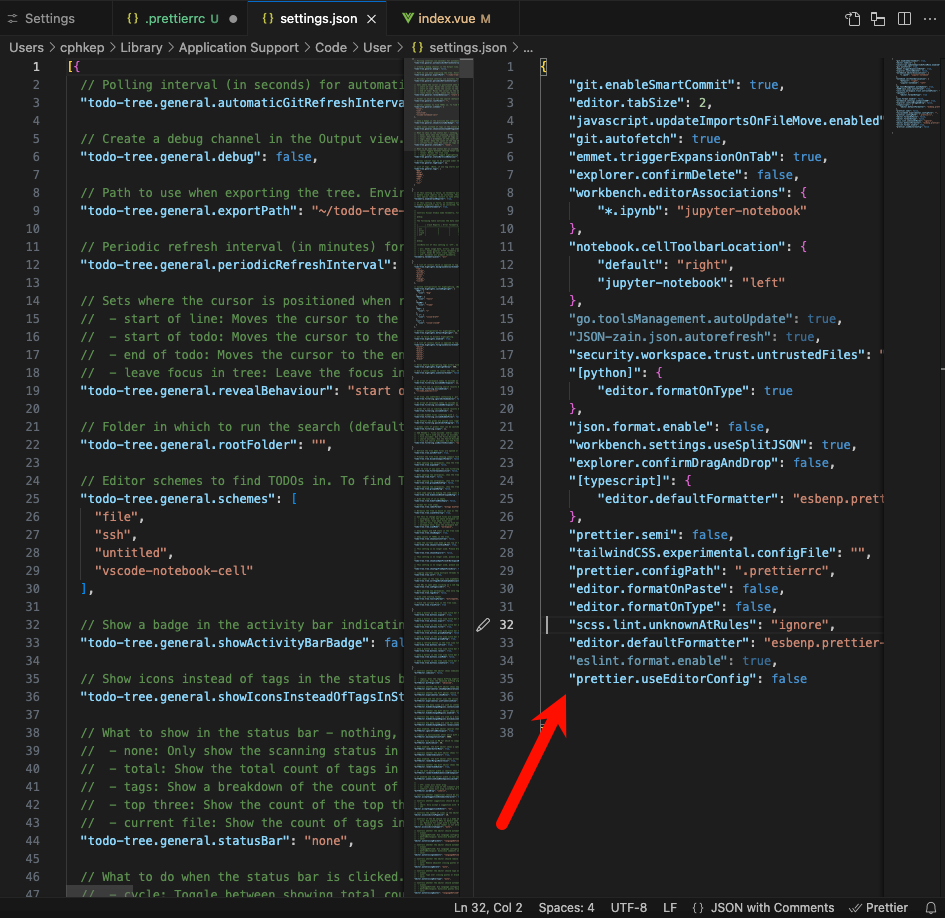 Settings
{} .prettierrc U
{} settings.json
index.vue M
Users > cphkep > Library > Application Support > Code > User > {} settings.json > ...
1 [{
2 // Polling interval (in seconds) for automati
3 "todo-tree.general.automaticGitRefreshInterva
4
5 // Create a debug channel in the Output view.
6 "todo-tree.general.debug": false,
7
8 // Path to use when exporting the tree. Envir
9 "todo-tree.general.exportPath": "~/todo-tree-
10
11 // Periodic refresh interval (in minutes) for
12 "todo-tree.general.periodicRefreshInterval":
13
14 // Sets where the cursor is positioned when r
15 //  - start of line: Moves the cursor to the
16 //  - start of todo: Moves the cursor to the
17 //  - end of todo: Moves the cursor to the en
18 //  - leave focus in tree: Leave the focus in
19 "todo-tree.general.revealBehaviour": "start o
20
21 // Folder in which to run the search (default
22 "todo-tree.general.rootFolder": "",
23
24 // Editor schemes to find TODOs in. To find T
25 "todo-tree.general.schemes": [
26 "file",
27 "ssh",
28 "untitled",
29 "vscode-notebook-cell"
30 ],
31
32 // Show a badge in the activity bar indicatin
33 "todo-tree.general.showActivityBarBadge": fal
34
35 // Show icons instead of tags in the status b
36 "todo-tree.general.showIconsInsteadOfTagsInSt
37
38 // What to show in the status bar - nothing,
39 //  - none: Only show the scanning status in
40 //  - total: Show the total count of tags in
41 //  - tags: Show a breakdown of the count of
42 //  - top three: Show the count of the top th
43 //  - current file: Show the count of tags in
44 "todo-tree.general.statusBar": "none",
45
46 // What to do when the status bar is clicked.
47 //  - cycle: Toggle between showing total cou
1 {
2 "git.enableSmartCommit": true,
3 "editor.tabSize": 2,
4 "javascript.updateImportsOnFileMove.enabled"
5 "git.autofetch": true,
6 "emmet.triggerExpansionOnTab": true,
7 "explorer.confirmDelete": false,
8 "workbench.editorAssociations": {
9 "*.ipynb": "jupyter-notebook"
10 },
11 "notebook.cellToolbarLocation": {
12 "default": "right",
13 "jupyter-notebook": "left"
14 },
15 "go.toolsManagement.autoUpdate": true,
16 "JSON-zain.json.autorefresh": true,
17 "security.workspace.trust.untrustedFiles": "
18 "[python]": {
19 "editor.formatOnType": true
20 },
21 "json.format.enable": false,
22 "workbench.settings.useSplitJSON": true,
23 "explorer.confirmDragAndDrop": false,
24 "[typescript]": {
25 "editor.defaultFormatter": "esbenp.prett
26 },
27 "prettier.semi": false,
28 "tailwindCSS.experimental.configFile": "",
29 "prettier.configPath": ".prettierrc",
30 "editor.formatOnPaste": false,
31 "editor.formatOnType": false,
32 "scss.lint.unknownAtRules": "ignore",
33 "editor.defaultFormatter": "esbenp.prettier-
34 "eslint.format.enable": true,
35 "prettier.useEditorConfig": false
36
37
38
Ln 32, Col 2 Spaces: 4 UTF-8 LF {} JSON with Comments Prettier